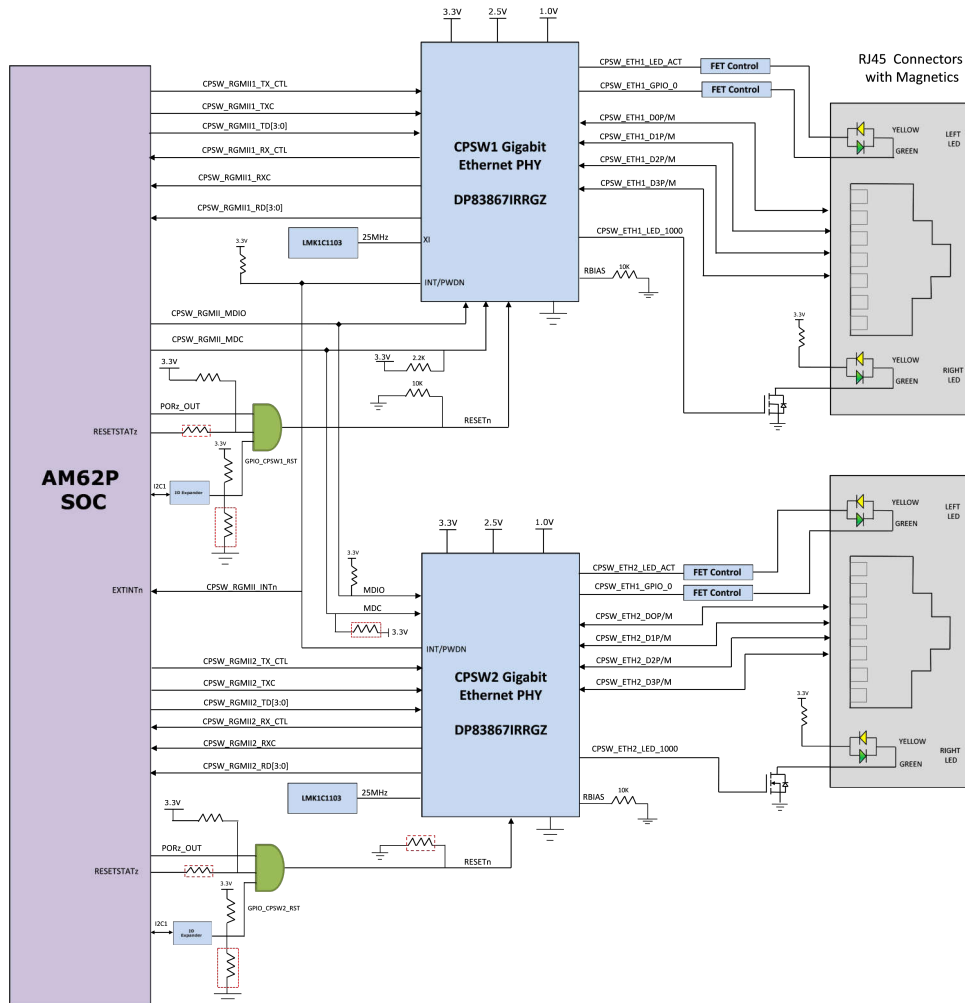 3.3V
2.5V
1.0V
RJ45 Connectors
with Magnetics
CPSW_RGMII1_TX_CTL
CPSW_RGMII1_TXC
CPSW_RGMII1_TD[3:0]
CPSW_RGMII1_RX_CTL
CPSW_RGMII1_RXC
CPSW_RGMII1_RD[3:0]
CPSW1 Gigabit
Ethernet PHY
DP83867IRRGZ
CPSW_ETH1_LED_ACT
FET Control
CPSW_ETH1_GPIO_0
FET Control
CPSW_ETH1_D0P/M
CPSW_ETH1_D1P/M
CPSW_ETH1_D2P/M
CPSW_ETH1_D3P/M
CPSW_ETH1_LED_1000
YELLOW
GREEN
LEFT
LED
LMK1C1103
25MHz
XI
3.3V
INT/PWDN
RBIAS
10K
CPSW_RGMII_MDIO
CPSW_RGMII_MDC
3.3V
2.2K
10K
3.3V
YELLOW
GREEN
RIGHT
LED
3.3V
PORz_OUT
RESETSTATz
RESETn
GPIO_CPSW1_RST
3.3V
I2C1
IO Expander
AM62P
SOC
3.3V
2.5V
1.0V
EXTINTn
CPSW_RGMII_INTn
3.3V
MDIO
MDC
3.3V
INT/PWDN
CPSW_RGMII2_TX_CTL
CPSW_RGMII2_TXC
CPSW_RGMII2_TD[3:0]
CPSW_RGMII2_RX_CTL
CPSW_RGMII2_RXC
CPSW_RGMII2_RD[3:0]
CPSW2 Gigabit
Ethernet PHY
DP83867IRRGZ
CPSW_ETH2_LED_ACT
FET Control
CPSW_ETH1_GPIO_0
FET Control
CPSW_ETH2_DOP/M
CPSW_ETH2_D1P/M
CPSW_ETH2_D2P/M
CPSW_ETH2_D3P/M
CPSW_ETH2_LED_1000
YELLOW
GREEN
LEFT
LED
3.3V
YELLOW
GREEN
RIGHT
LED
LMK1C1103
25MHz
RBIAS
10K
3.3V
PORz_OUT
RESETSTATz
RESETn
GPIO_CPSW2_RST
3.3V
I2C1
IO
Expander